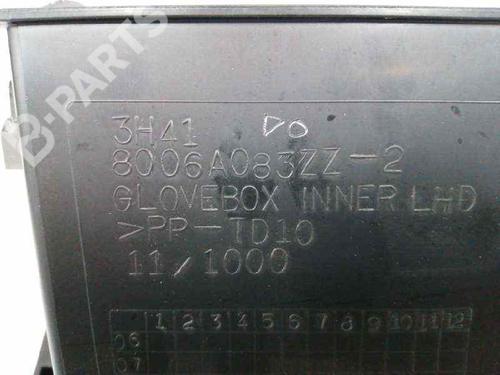 B-PARTS
3H41 DO
8006A083ZZ-2
GLOVEBOX INNER LHD
>PP-TD10
11/1000
1 2 3 4 5 6 7 8 9 10 11 12
06
07